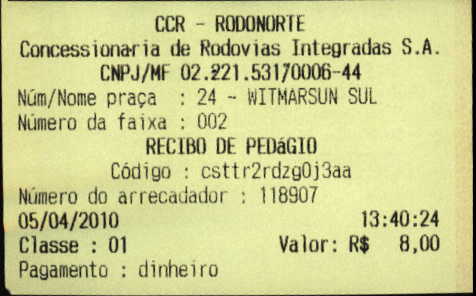 CCR - RODONORTE
Concessionaria de Rodovias Integradas S.A.
CNPJ/MF 02.221.531/0006-44
Núm/Nome praça : 24 - WITMARSUN SUL
Número da faixa : 002
RECIBO DE PEDáGIO
Código : csttr2rdzg0j3aa
Número do arrecadador : 118907
05/04/2010 13:40:24
Classe : 01 Valor: R$ 8,00
Pagamento : dinheiro